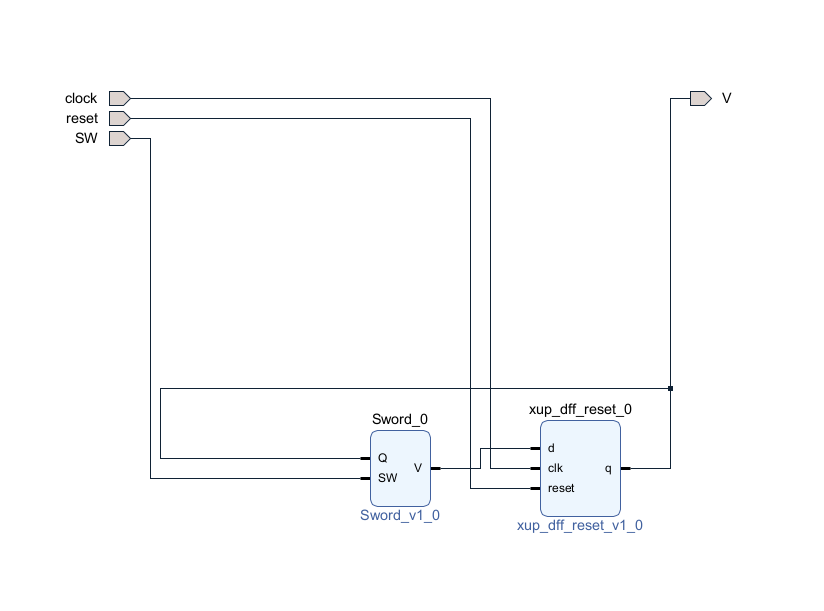 clock
reset
SW
V
Sword_0
Q
SW
V
Sword_v1_0
xup_dff_reset_0
d
clk
reset
q
xup_dff_reset_v1_0